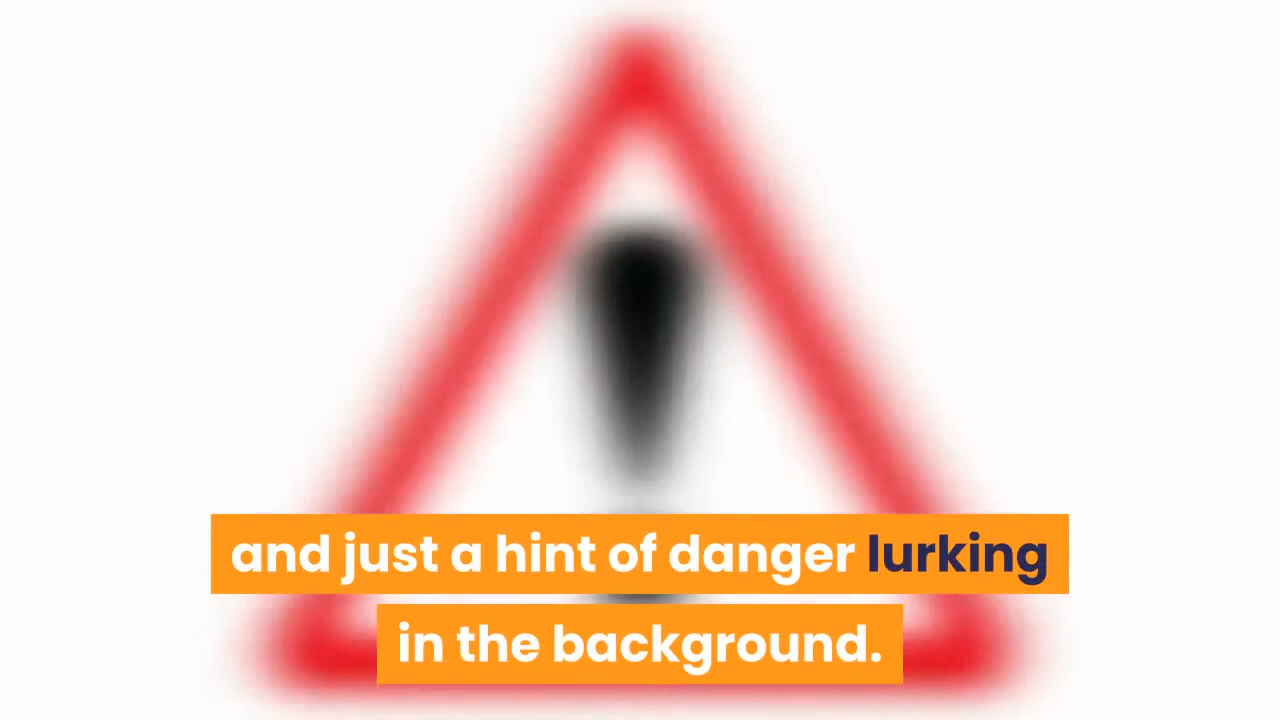 and just a hint of danger lurking
in the background.